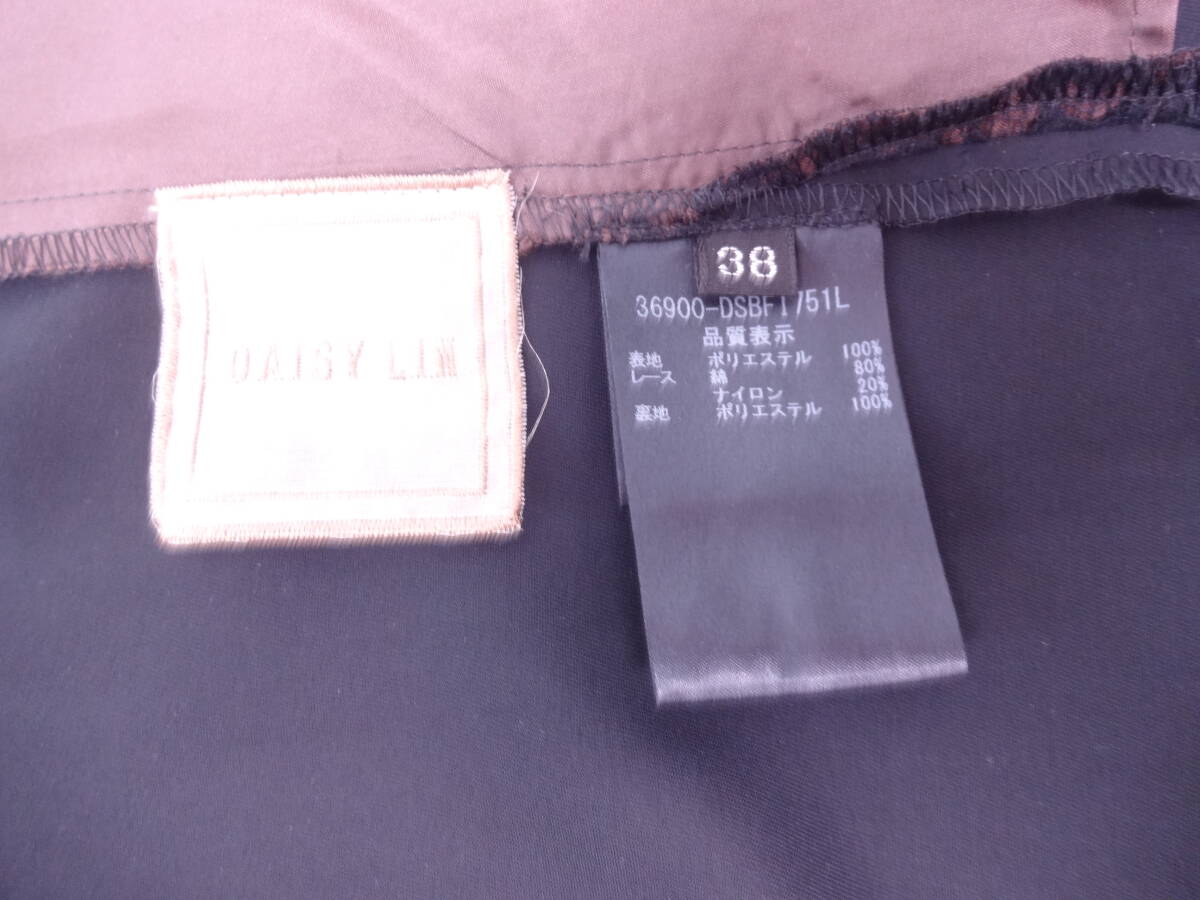 DAISY LIN
38
36900-DSBF1751L
品質表示
表地 ポリエステル 100%
レース 綿 80%
ナイロン 20%
裏地 ポリエステル 100%